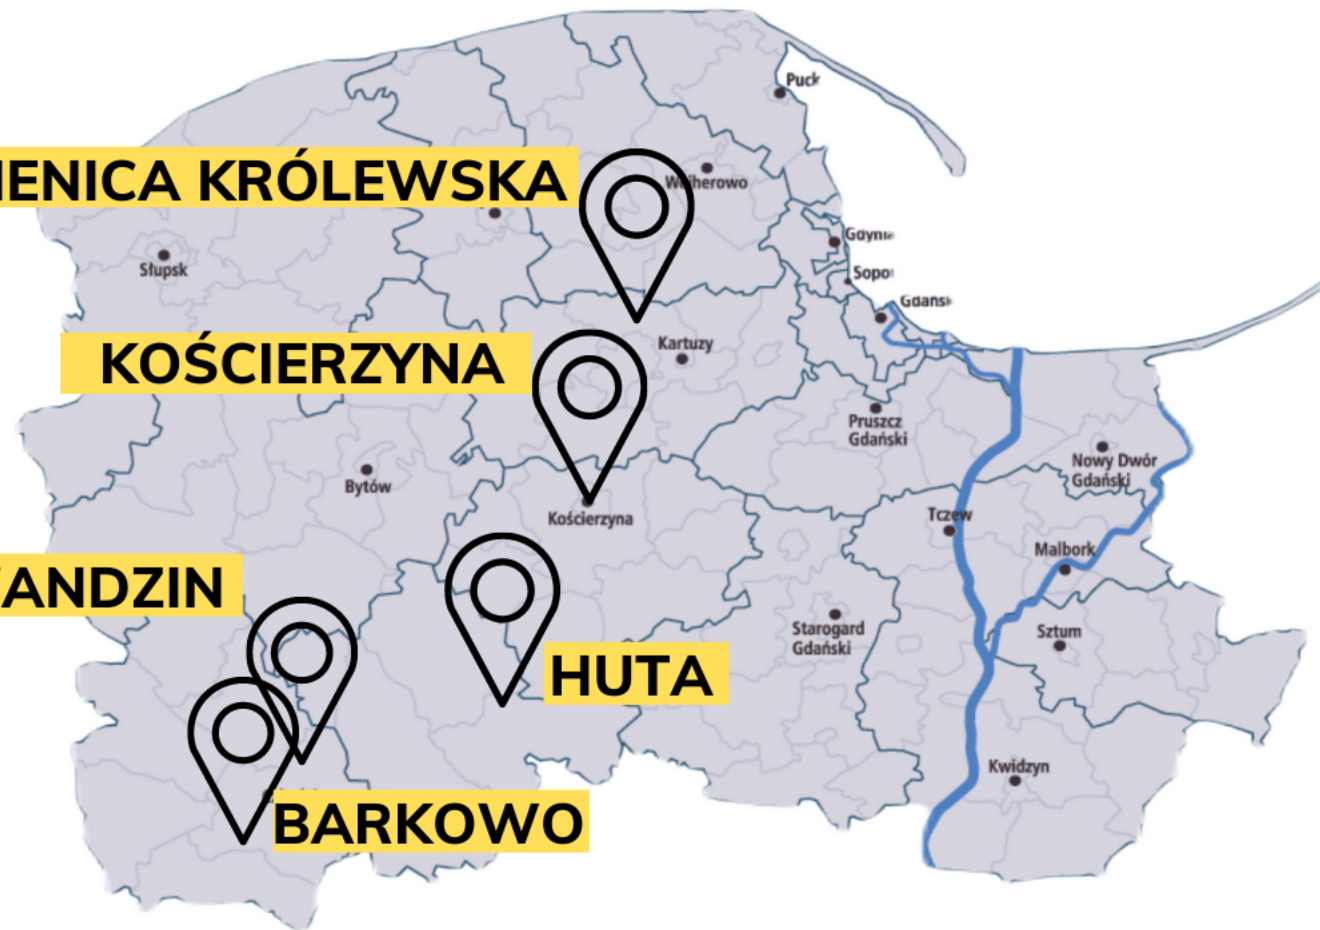 Puck
IENICA KRÓLEWSKA
Wejherowo
Gdynia
Słupsk
Sopot
Gdańsk
KOŚCIERZYNA
Kartuzy
Pruszcz
Gdański
Nowy Dwór
Gdański
Bytów
Kościerzyna
Tczew
Malbork
ANDZIN
Starogard
Gdański
Sztum
HUTA
Kwidzyn
BARKOWO